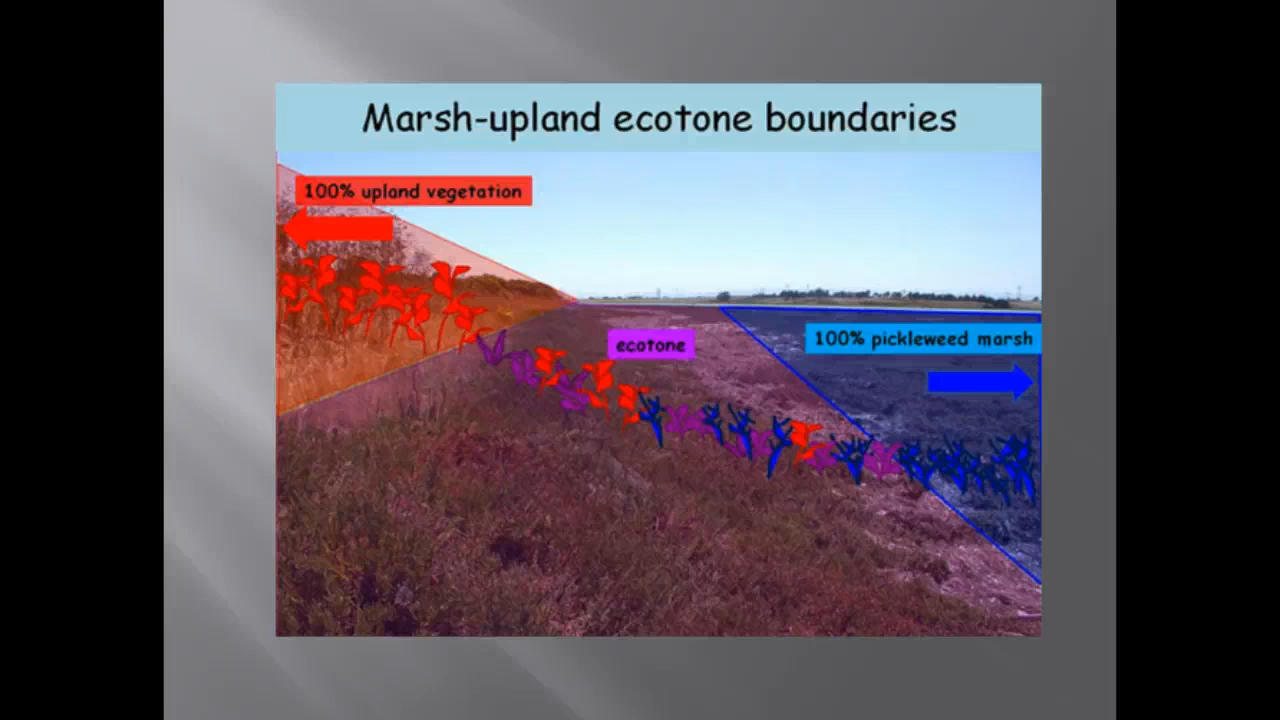 Marsh-upland ecotone boundaries
100% upland vegetation
ecotone
100% pickleweed marsh